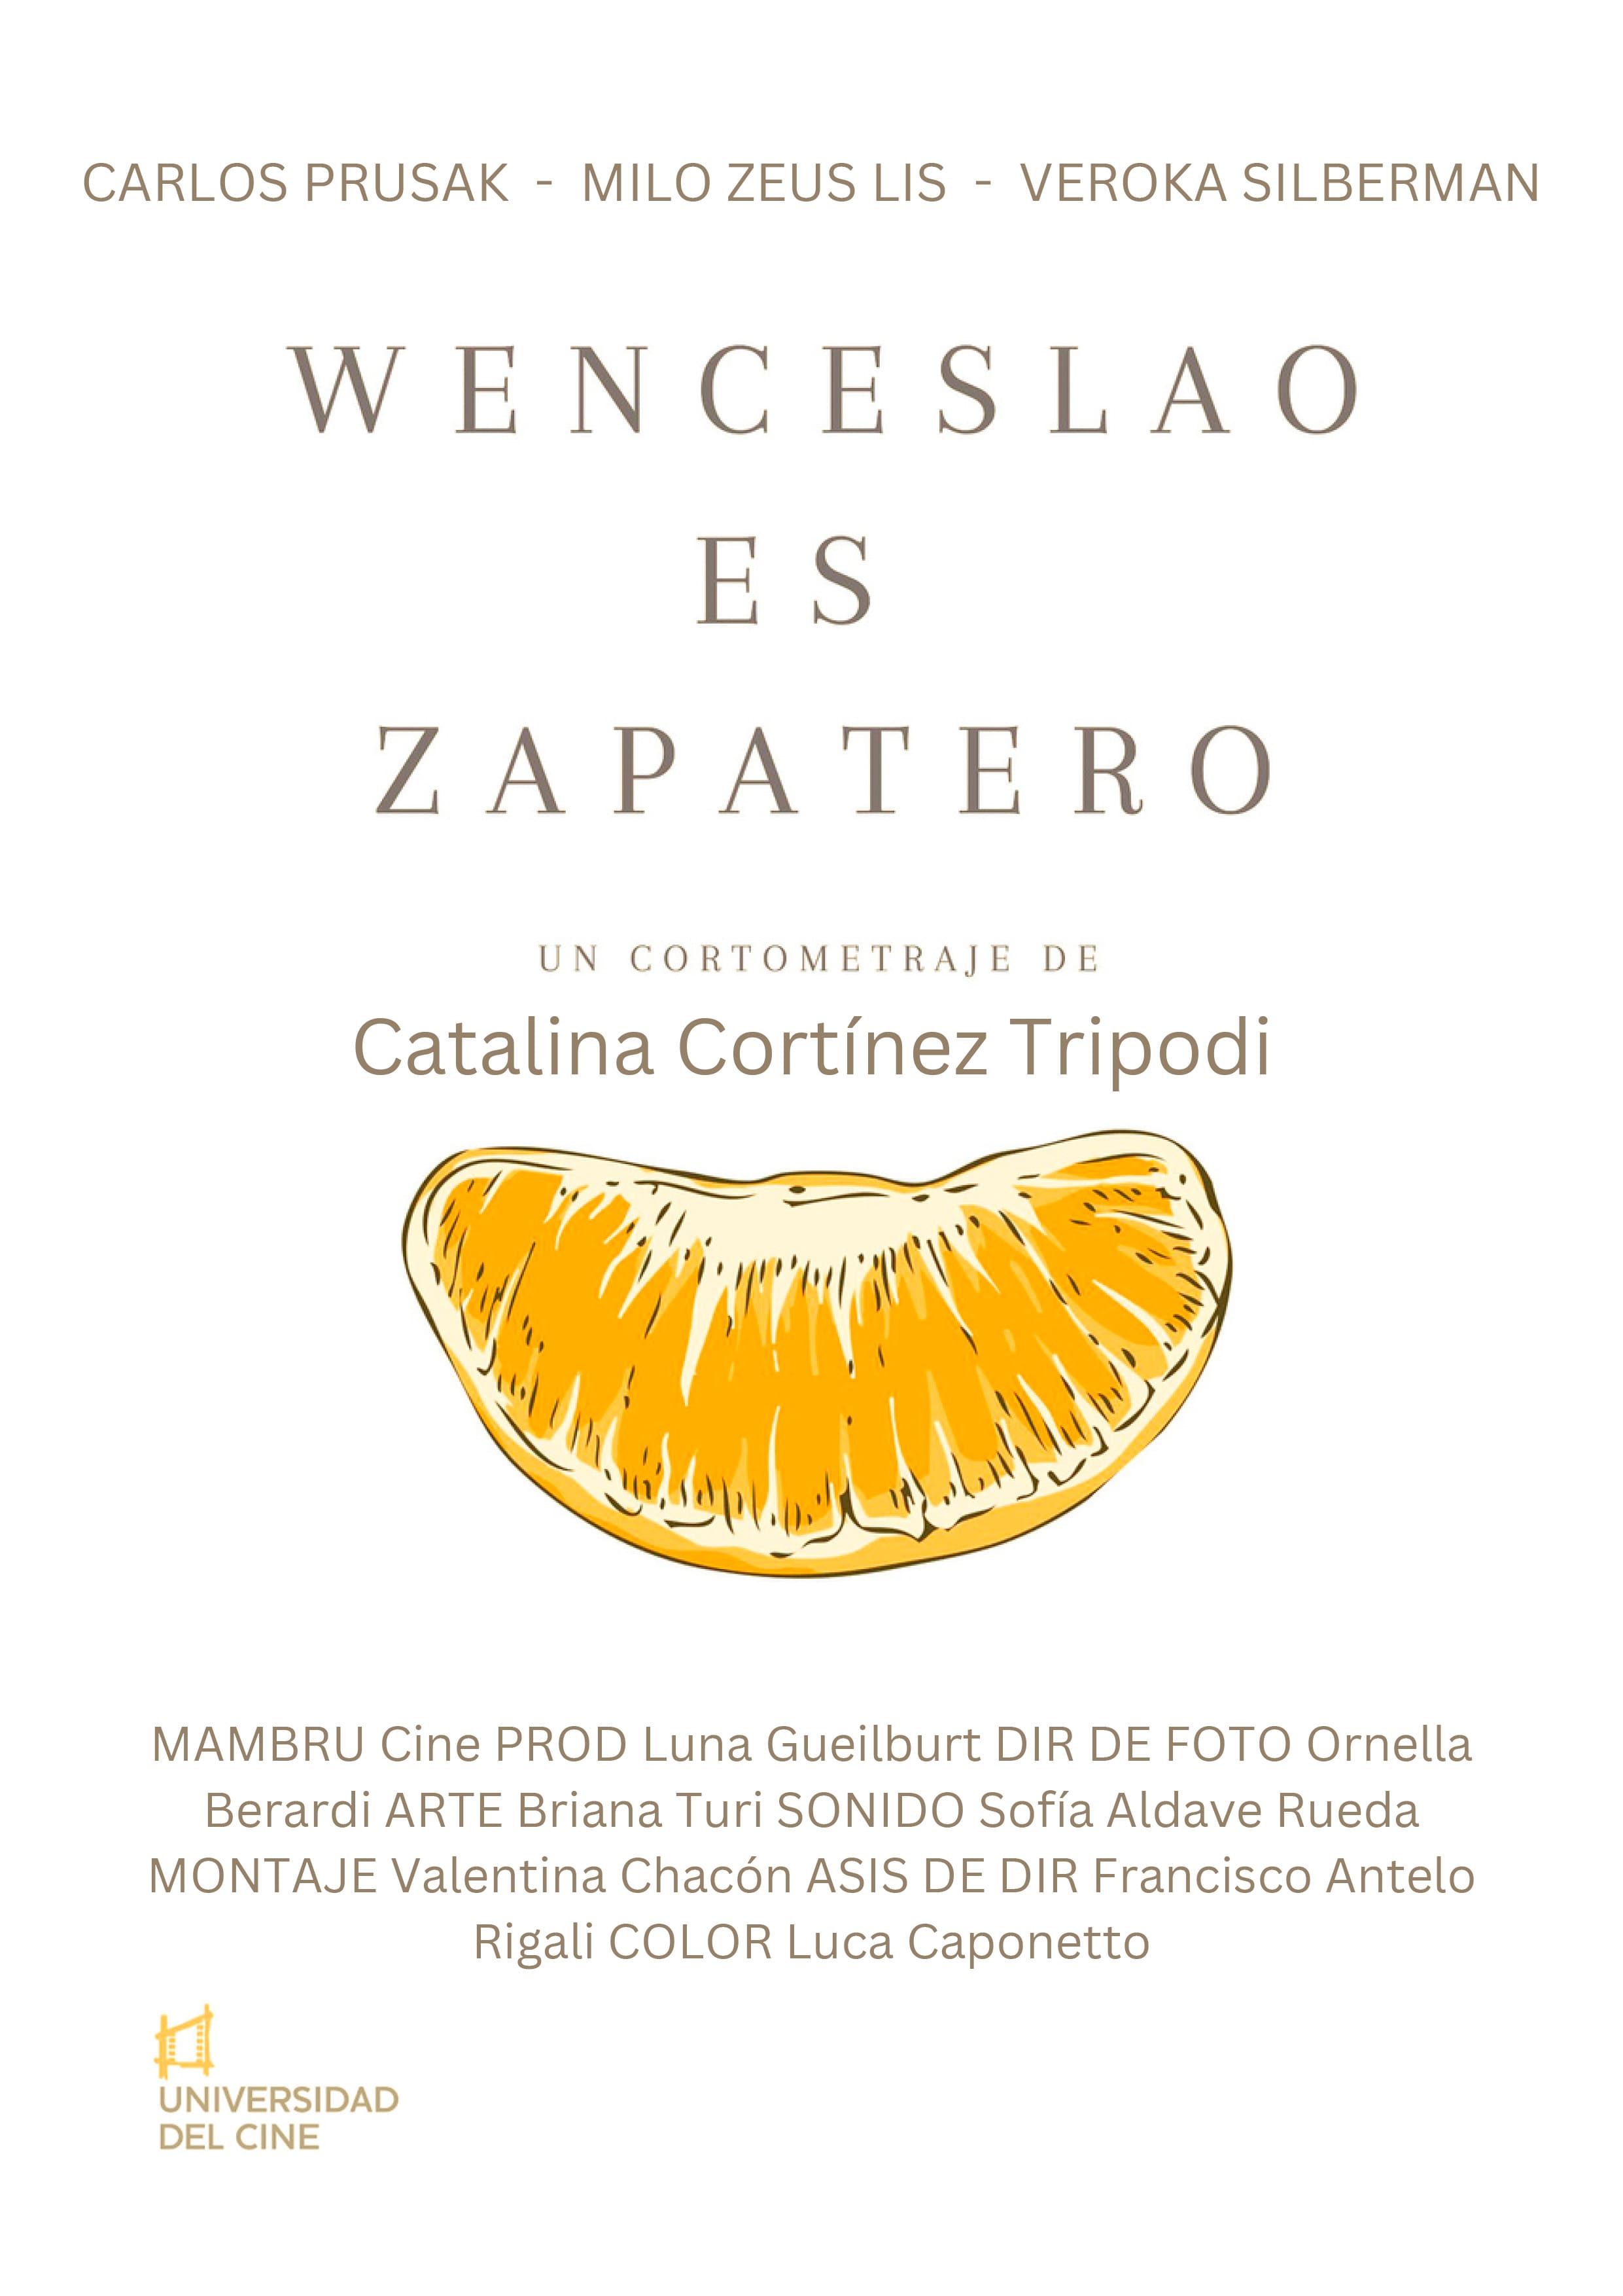 CARLOS PRUSAK - MILO ZEUS LIS - VEROKA SILBERMAN
WENCESLAO
ES
ZAPATERO
UN CORTOMETRAJE DE
Catalina Cortínez Tripodi
MAMBRU Cine PROD Luna Gueilburt DIR DE FOTO Ornella
Berardi ARTE Briana Turi SONIDO Sofía Aldave Rueda
MONTAJE Valentina Chacón ASIS DE DIR Francisco Antelo
Rigali COLOR Luca Caponetto
UNIVERSIDAD
DEL CINE